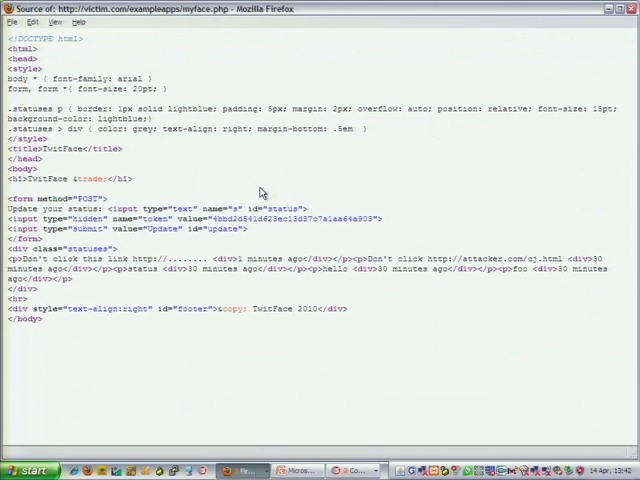 Source of: http://victim.com/exampleapps/myface.php - Mozilla Firefox
File Edit View Help
<!DOCTYPE html>
<html>
<head>
<style>
body * { font-family: arial }
form, form *{ font-size: 20pt; }
.statuses p { border: 1px solid lightblue; padding: 5px; margin: 2px; overflow: auto; position: relative; font-size: 15pt;
background-color: lightblue;}
.statuses > div { color: grey; text-align: right; margin-bottom: .5em }
</style>
<title>TwitFace</title>
</head>
<body>
<h1>TwitFace &trade;</h1>
<form method="POST">
Update your status: <input type="text" name="s" id="status">
<input type="hidden" name="token" value="4bbd2d541d623ec13d37c7a1aa64a903">
<input type="submit" value="Update" id="update">
</form>
<div class="statuses">
<p>Don't click this link http://........ <div>1 minutes ago</div></p><p>Don't click http://attacker.com/cj.html <div>30
minutes ago</div></p><p>status <div>30 minutes ago</div></p><p>hello <div>30 minutes ago</div></p><p>foo <div>30 minutes
ago</div></p>
</div>
<hr>
<div style="text-align:right" id="footer">&copy; TwitFace 2010</div>
</body>
start
3 Fire...
Micros...
2 Co...
14 Apr, 13:42